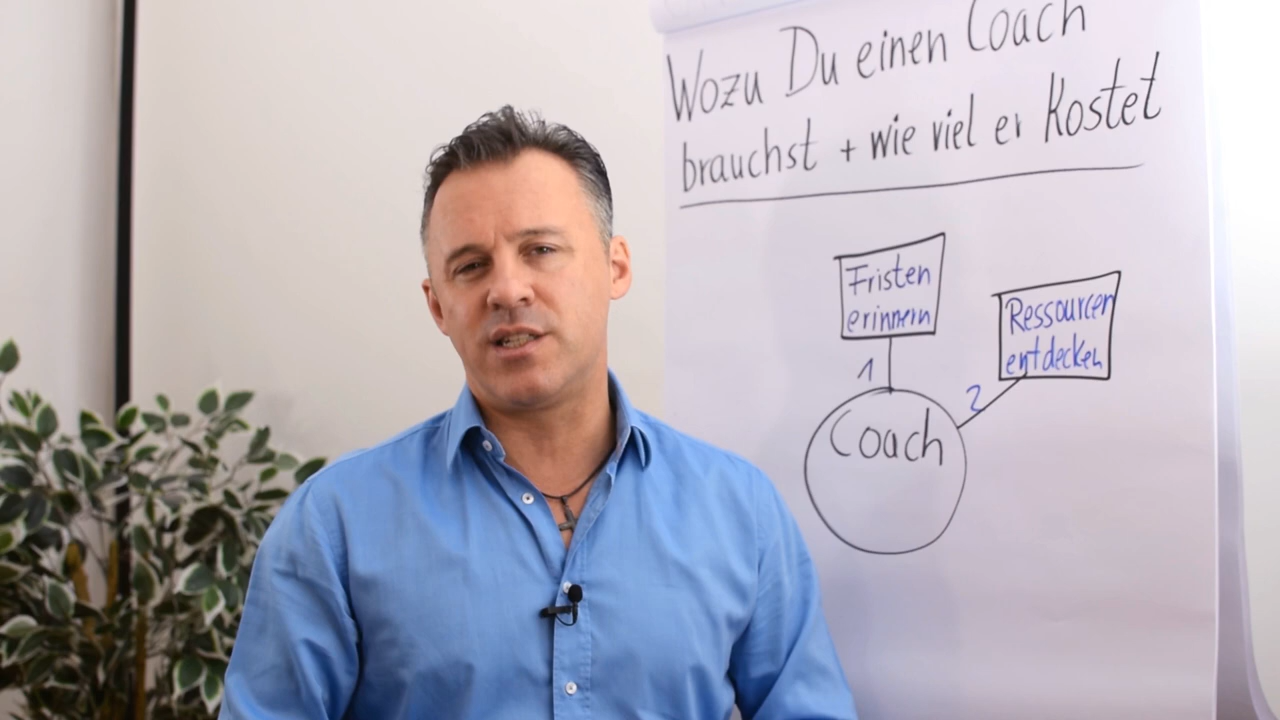 Wozu Du einen Coach
brauchst + wie viel er kostet
Fristen
erinnern
Ressourcen
entdecken
1
2
Coach